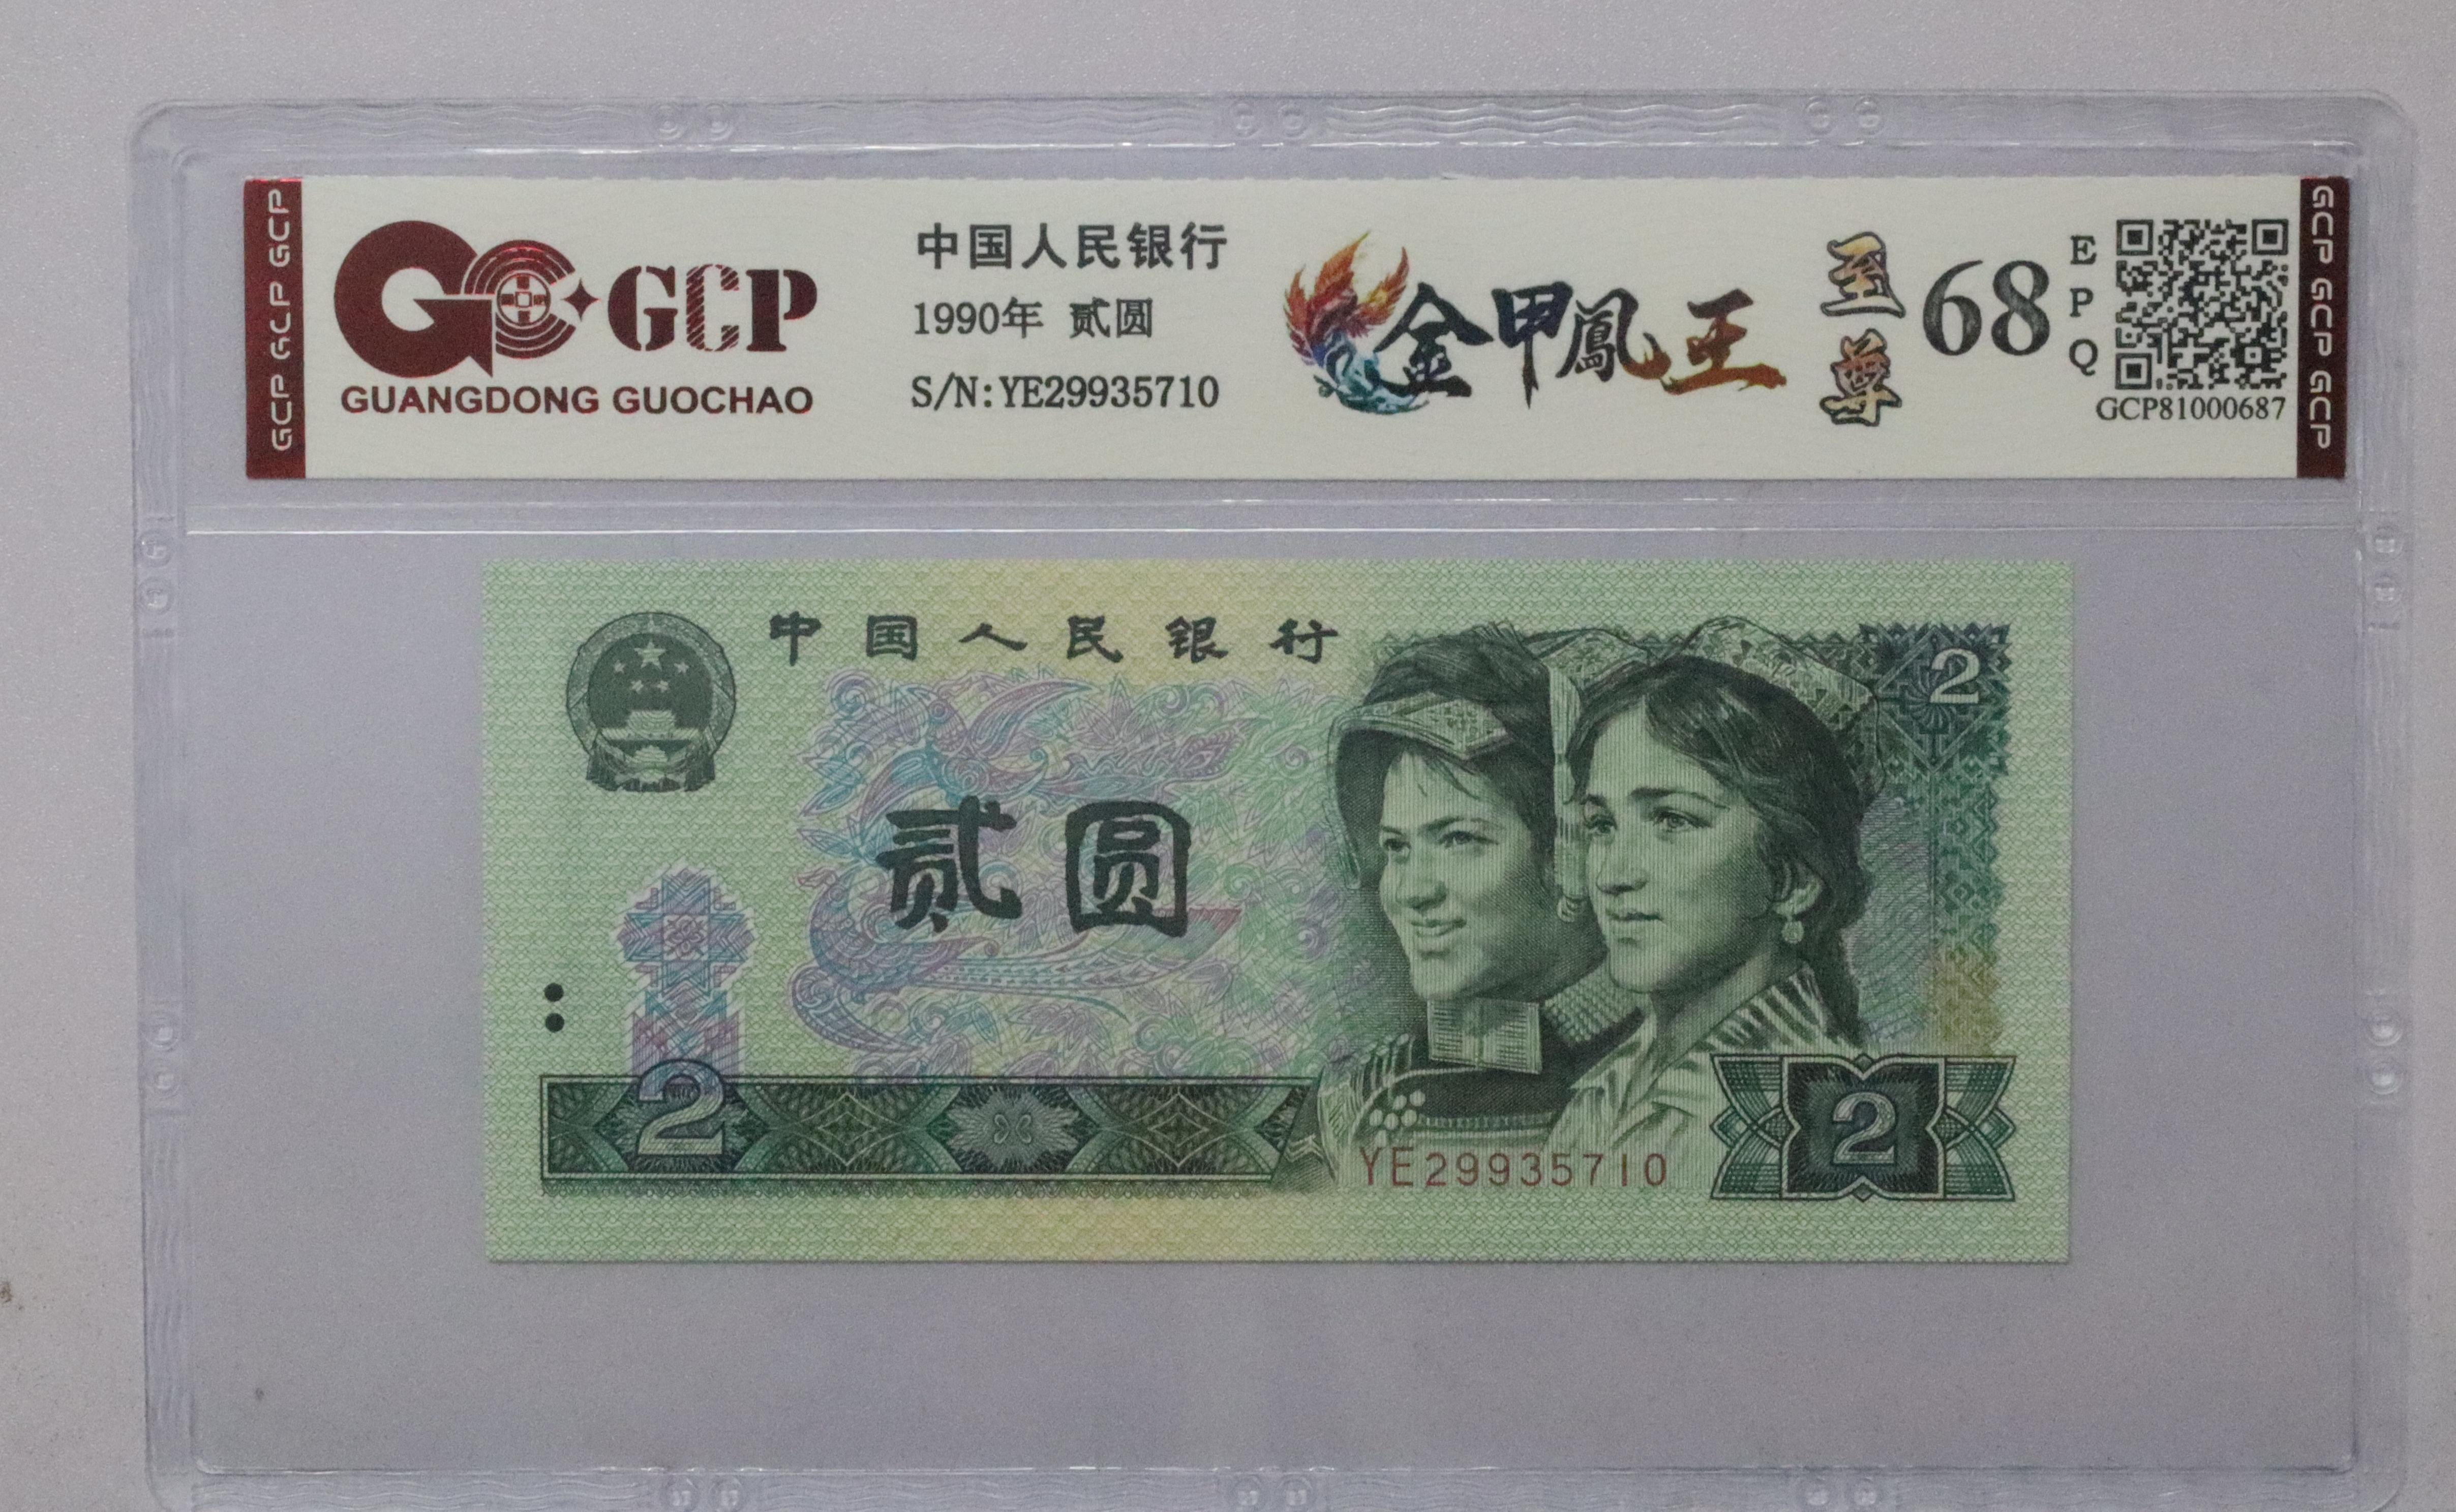 GCP GCP GCP
GCP
GUANGDONG GUOCHAO
中国人民银行
1990年 贰圆
S/N:YE29935710
金甲鳳王
至尊
68
EPQ
GCP81000687
GCP GCP GCP
中国人民银行
2
贰圆
2
YE29935710
2